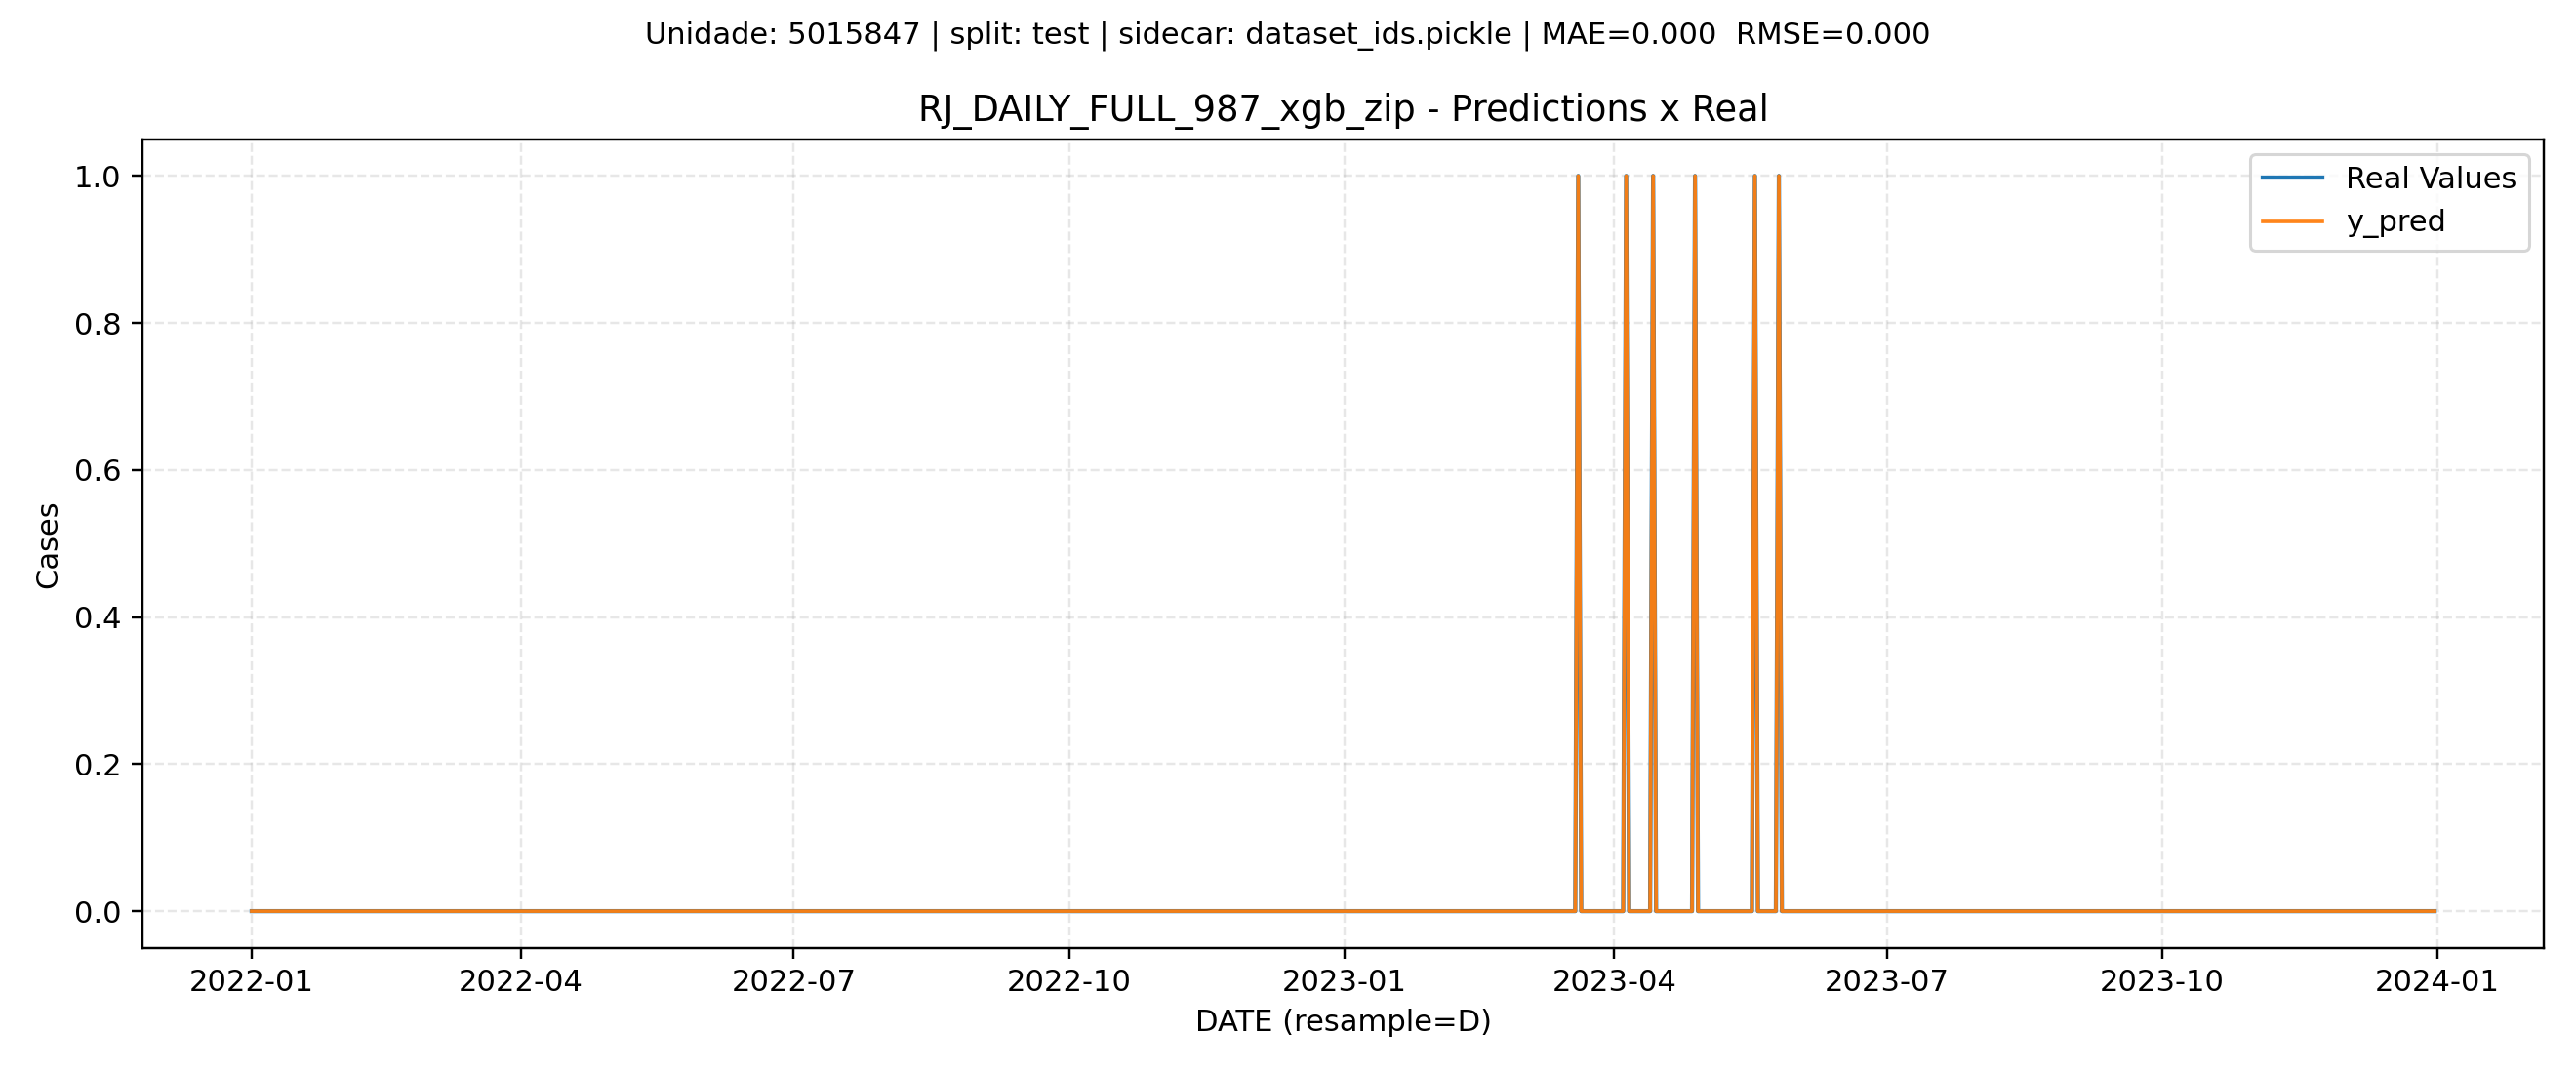 Unidade: 5015847 | split: test | sidecar: dataset_ids.pickle | MAE=0.000  RMSE=0.000
RJ_DAILY_FULL_987_xgb_zip - Predictions x Real
Real Values
y_pred
1.0
0.8
0.6
0.4
0.2
0.0
Cases
2022-01
2022-04
2022-07
2022-10
2023-01
2023-04
2023-07
2023-10
2024-01
DATE (resample=D)